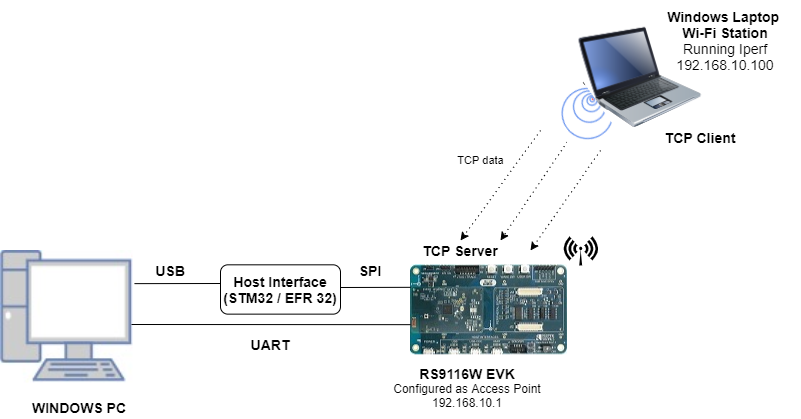 Windows Laptop
Wi-Fi Station
Running Iperf
192.168.10.100
TCP Client
TCP data
TCP Server
USB
Host Interface
(STM32 / EFR 32)
SPI
UART
RS9116W EVK
Configured as Access Point
192.168.10.1
WINDOWS PC